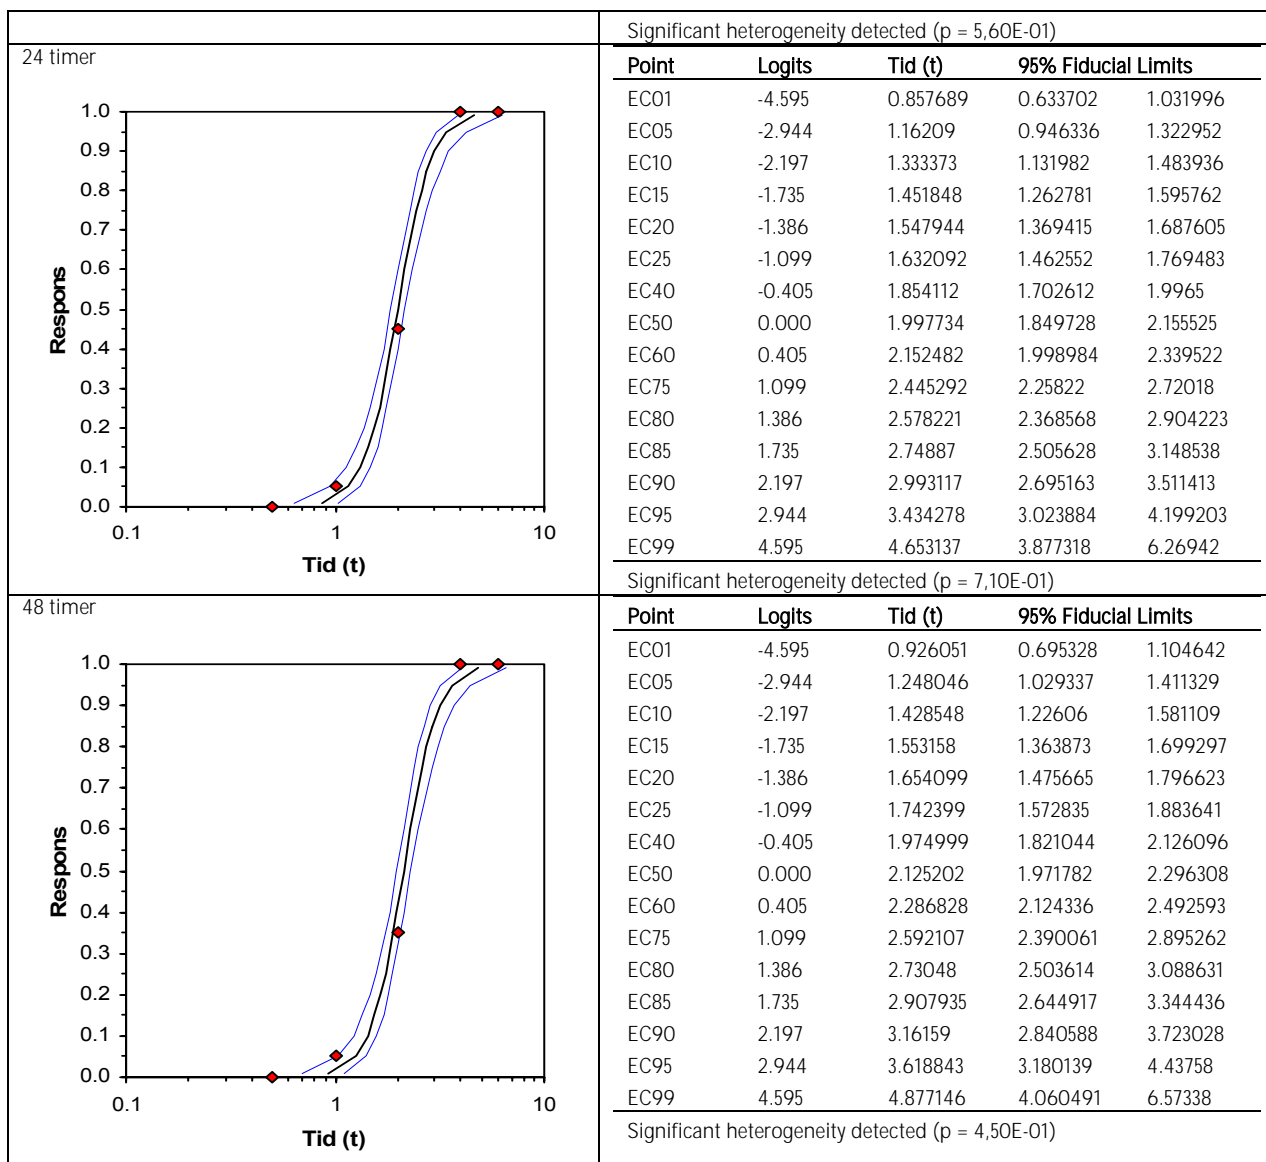 Significant heterogeneity detected (p = 5,60E-01)
24 timer
1.0
0.9
0.8
0.7
0.6
0.5
0.4
0.3
0.2
0.1
0.0
0.1 1 10
Respons
Tid (t)
Point Logits Tid (t) 95% Fiducial Limits
EC01 -4.595 0.857689 0.633702 1.031996
EC05 -2.944 1.16209 0.946336 1.322952
EC10 -2.197 1.333373 1.131982 1.483936
EC15 -1.735 1.451848 1.262781 1.595762
EC20 -1.386 1.547944 1.369415 1.687605
EC25 -1.099 1.632092 1.462552 1.769483
EC40 -0.405 1.854112 1.702612 1.9965
EC50 0.000 1.997734 1.849728 2.155525
EC60 0.405 2.152482 1.998984 2.339522
EC75 1.099 2.445292 2.25822 2.72018
EC80 1.386 2.578221 2.368568 2.904223
EC85 1.735 2.74887 2.505628 3.148538
EC90 2.197 2.993117 2.695163 3.511413
EC95 2.944 3.434278 3.023884 4.199203
EC99 4.595 4.653137 3.877318 6.26942
Significant heterogeneity detected (p = 7,10E-01)
48 timer
1.0
0.9
0.8
0.7
0.6
0.5
0.4
0.3
0.2
0.1
0.0
0.1 1 10
Respons
Tid (t)
Point Logits Tid (t) 95% Fiducial Limits
EC01 -4.595 0.926051 0.695328 1.104642
EC05 -2.944 1.248046 1.029337 1.411329
EC10 -2.197 1.428548 1.22606 1.581109
EC15 -1.735 1.553158 1.363873 1.699297
EC20 -1.386 1.654099 1.475665 1.796623
EC25 -1.099 1.742399 1.572835 1.883641
EC40 -0.405 1.974999 1.821044 2.126096
EC50 0.000 2.125202 1.971782 2.296308
EC60 0.405 2.286828 2.124336 2.492593
EC75 1.099 2.592107 2.390061 2.895262
EC80 1.386 2.73048 2.503614 3.088631
EC85 1.735 2.907935 2.644917 3.344436
EC90 2.197 3.16159 2.840588 3.723028
EC95 2.944 3.618843 3.180139 4.43758
EC99 4.595 4.877146 4.060491 6.57338
Significant heterogeneity detected (p = 4,50E-01)